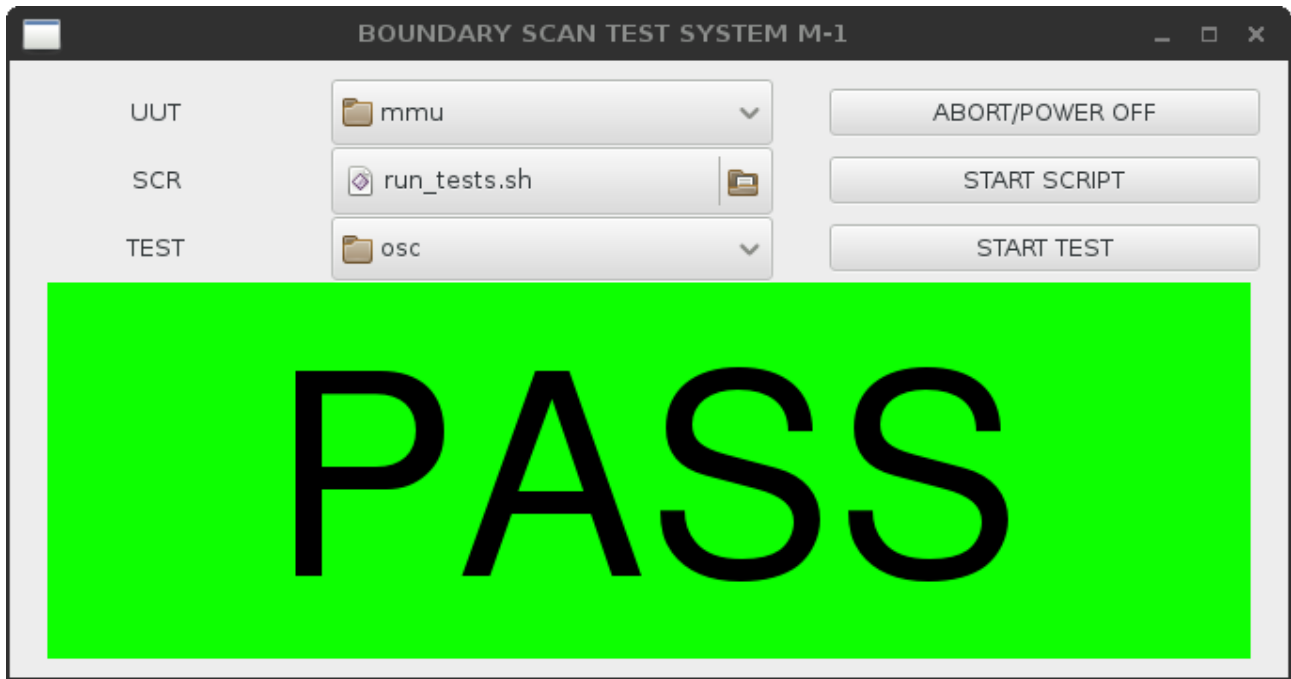 BOUNDARY SCAN TEST SYSTEM M-1
UUT mmu ABORT/POWER OFF
SCR run_tests.sh START SCRIPT
TEST osc START TEST
PASS